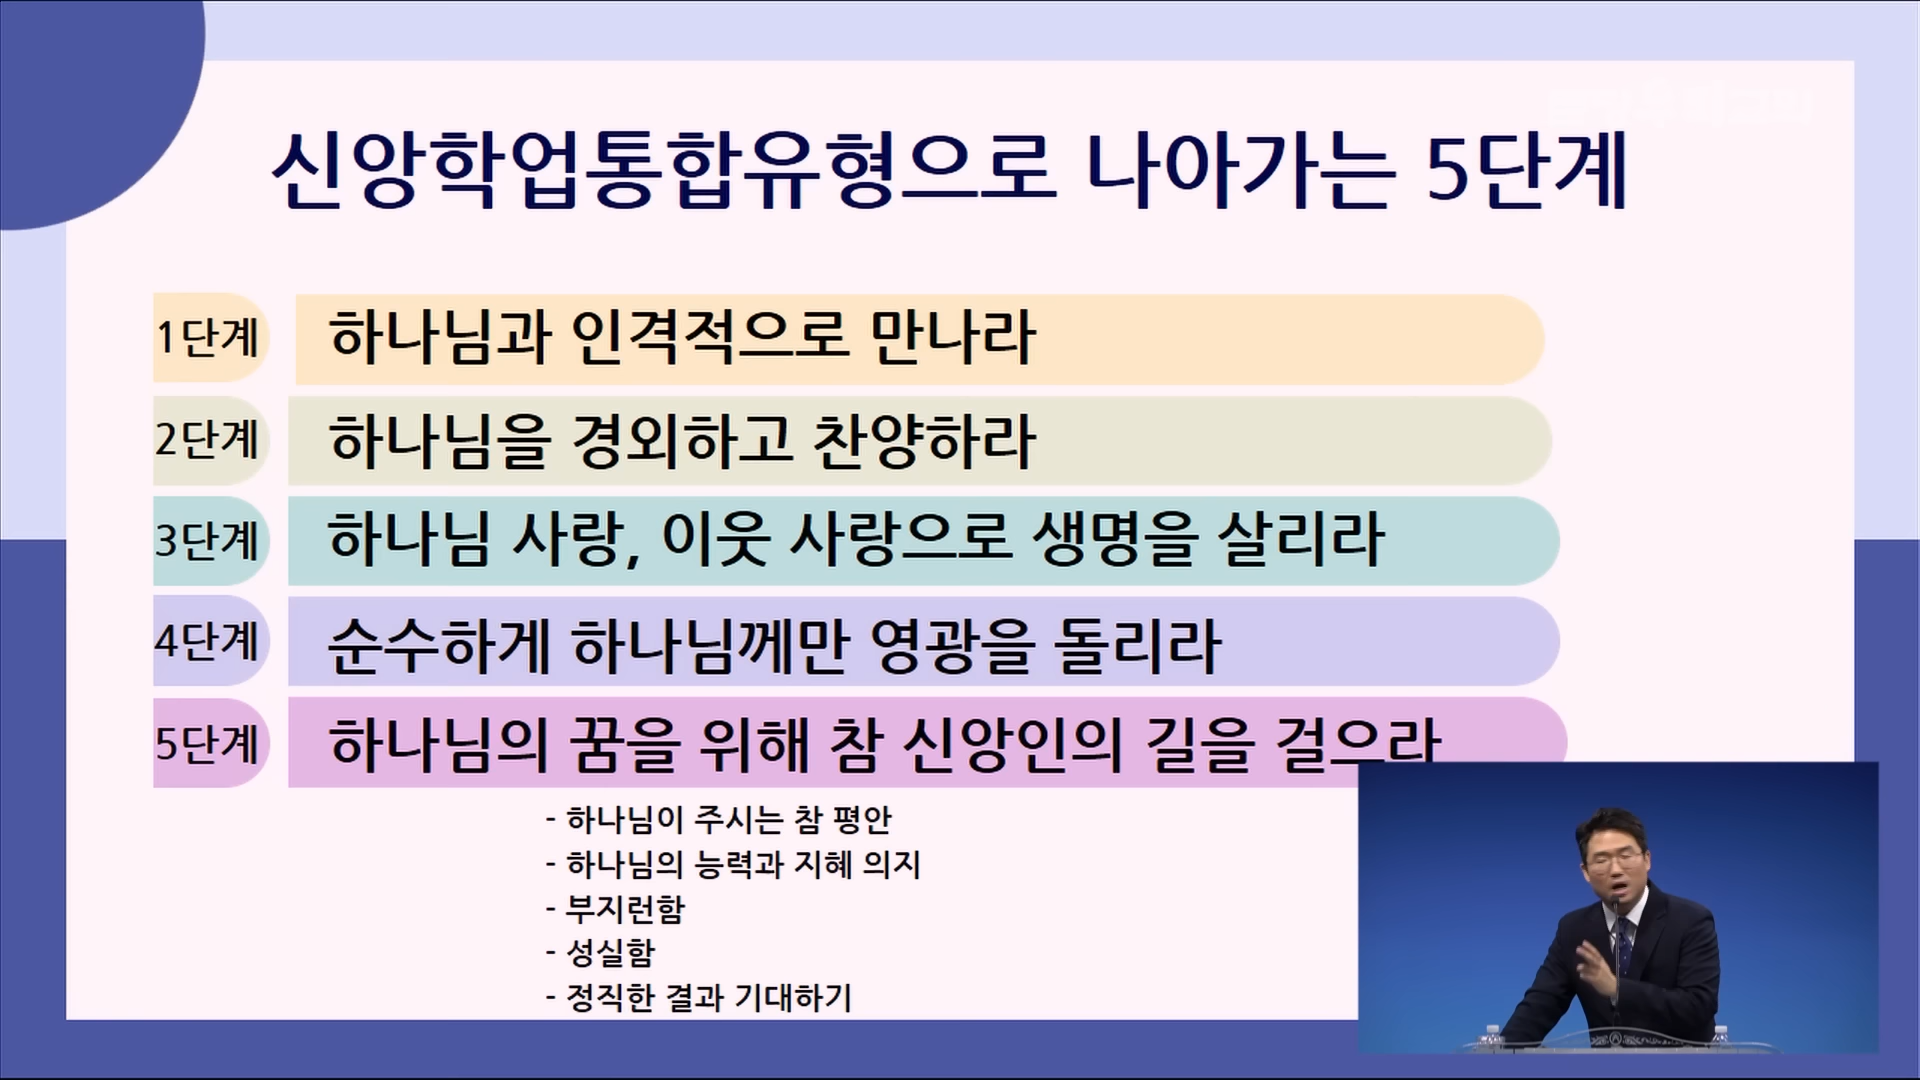 신앙학업통합유형으로 나아가는 5단계
1단계 하나님과 인격적으로 만나라
2단계 하나님을 경외하고 찬양하라
3단계 하나님 사랑, 이웃 사랑으로 생명을 살리라
4단계 순수하게 하나님께만 영광을 돌리라
5단계 하나님의 꿈을 위해 참 신앙인의 길을 걸으라
- 하나님이 주시는 참 평안
- 하나님의 능력과 지혜 의지
- 부지런함
- 성실함
- 정직한 결과 기대하기